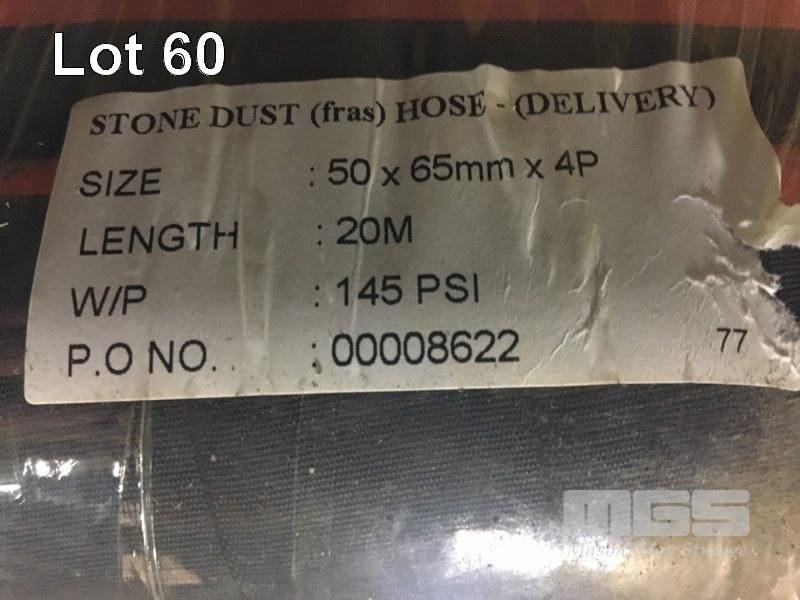 Lot 60
STONE DUST (fras) HOSE - (DELIVERY)
SIZE : 50 x 65mm x 4P
LENGTH : 20M
W/P : 145 PSI
P.O NO. . : 00008622
77
MGS